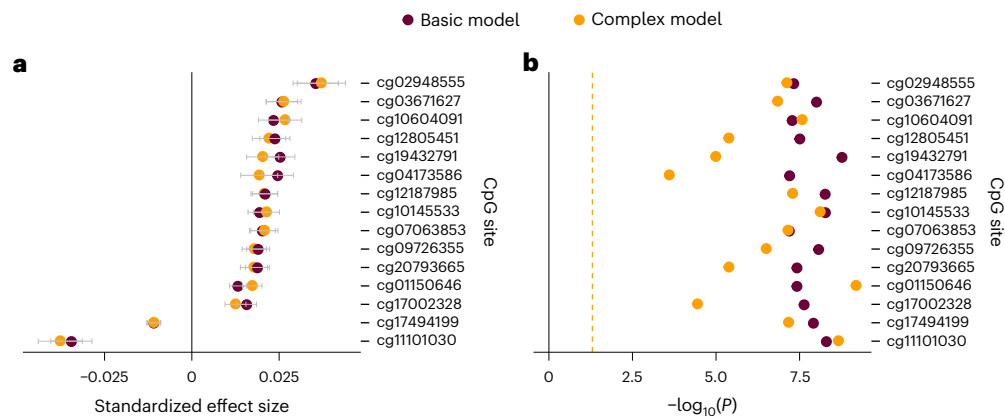 Basic model
Complex model
a
cg02948555
cg03671627
cg10604091
cg12805451
cg19432791
cg04173586
cg12187985
cg10145533
cg07063853
cg09726355
cg20793665
cg01150646
cg17002328
cg17494199
cg11101030
CpG site
−0.025
0
0.025
Standardized effect size
b
cg02948555
cg03671627
cg10604091
cg12805451
cg19432791
cg04173586
cg12187985
cg10145533
cg07063853
cg09726355
cg20793665
cg01150646
cg17002328
cg17494199
cg11101030
CpG site
0
2.5
5.0
7.5
−log10(P)